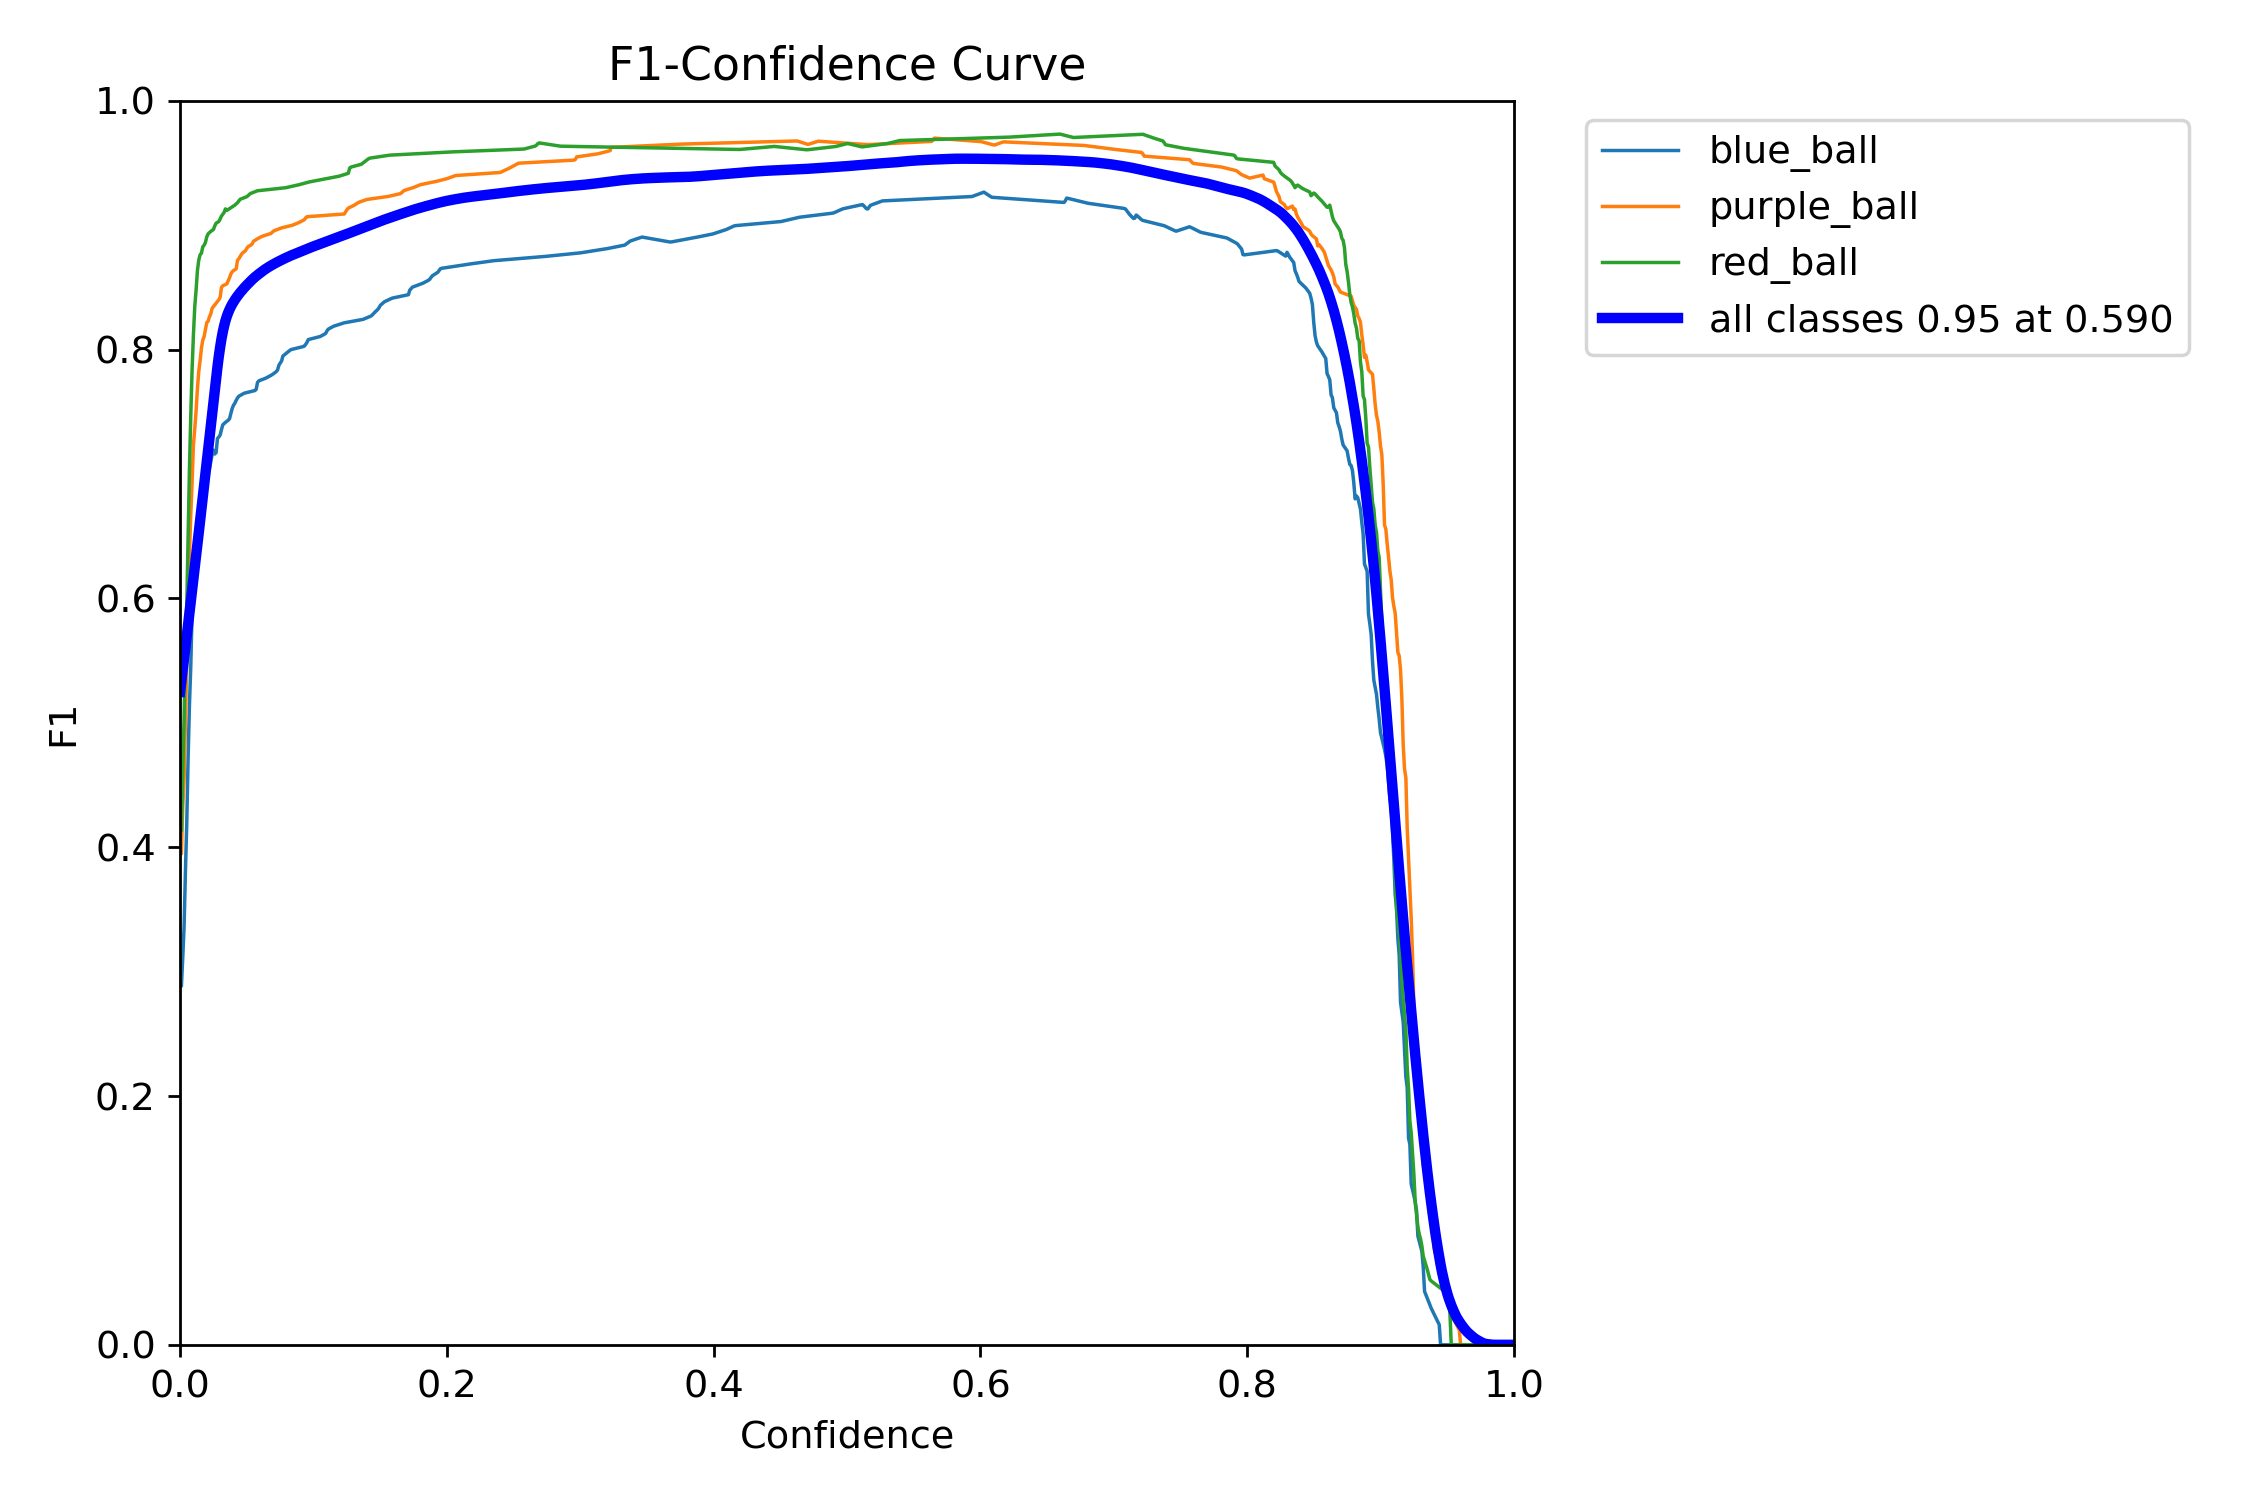 F1-Confidence Curve
1.0
0.8
0.6
0.4
0.2
0.0
F1
0.0 0.2 0.4 0.6 0.8 1.0
Confidence
blue_ball
purple_ball
red_ball
all classes 0.95 at 0.590